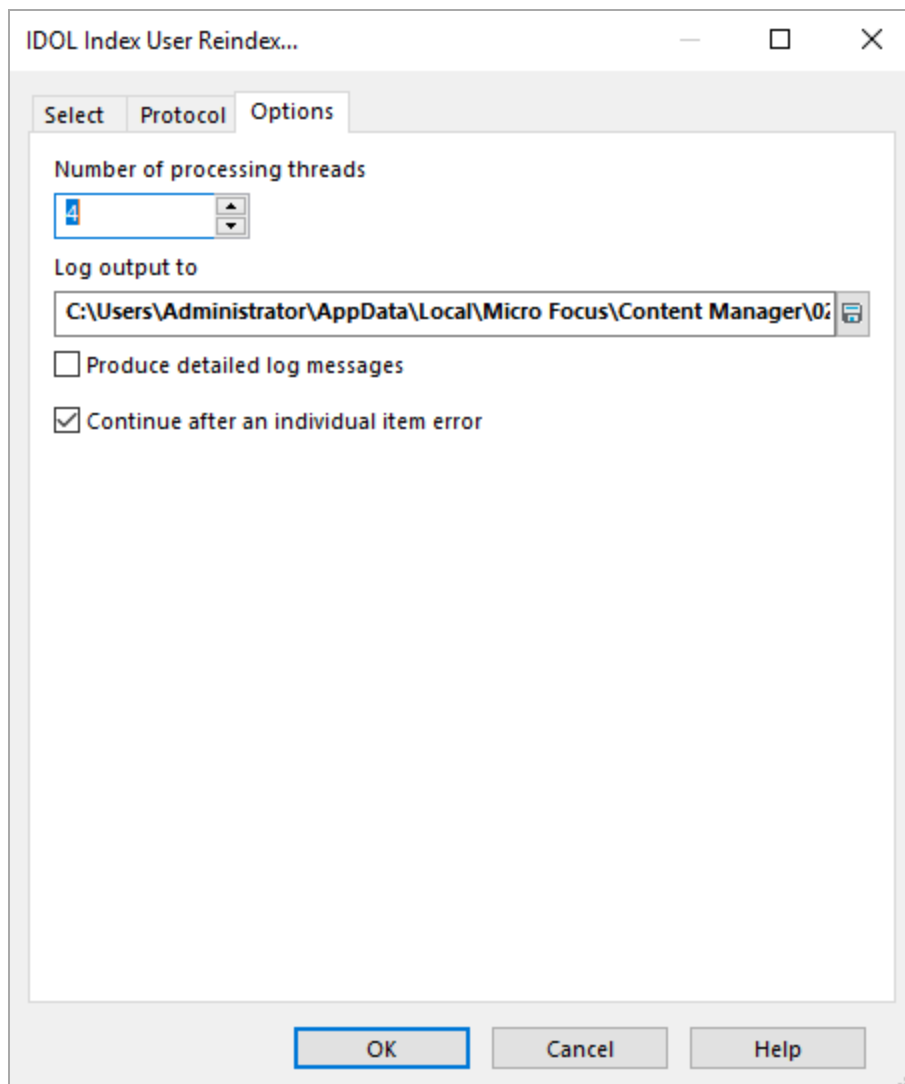 IDOL Index User Reindex...
Select Protocol Options
Number of processing threads
4
Log output to
C:\Users\Administrator\AppData\Local\Micro Focus\Content Manager\02
Produce detailed log messages
Continue after an individual item error
OK Cancel Help